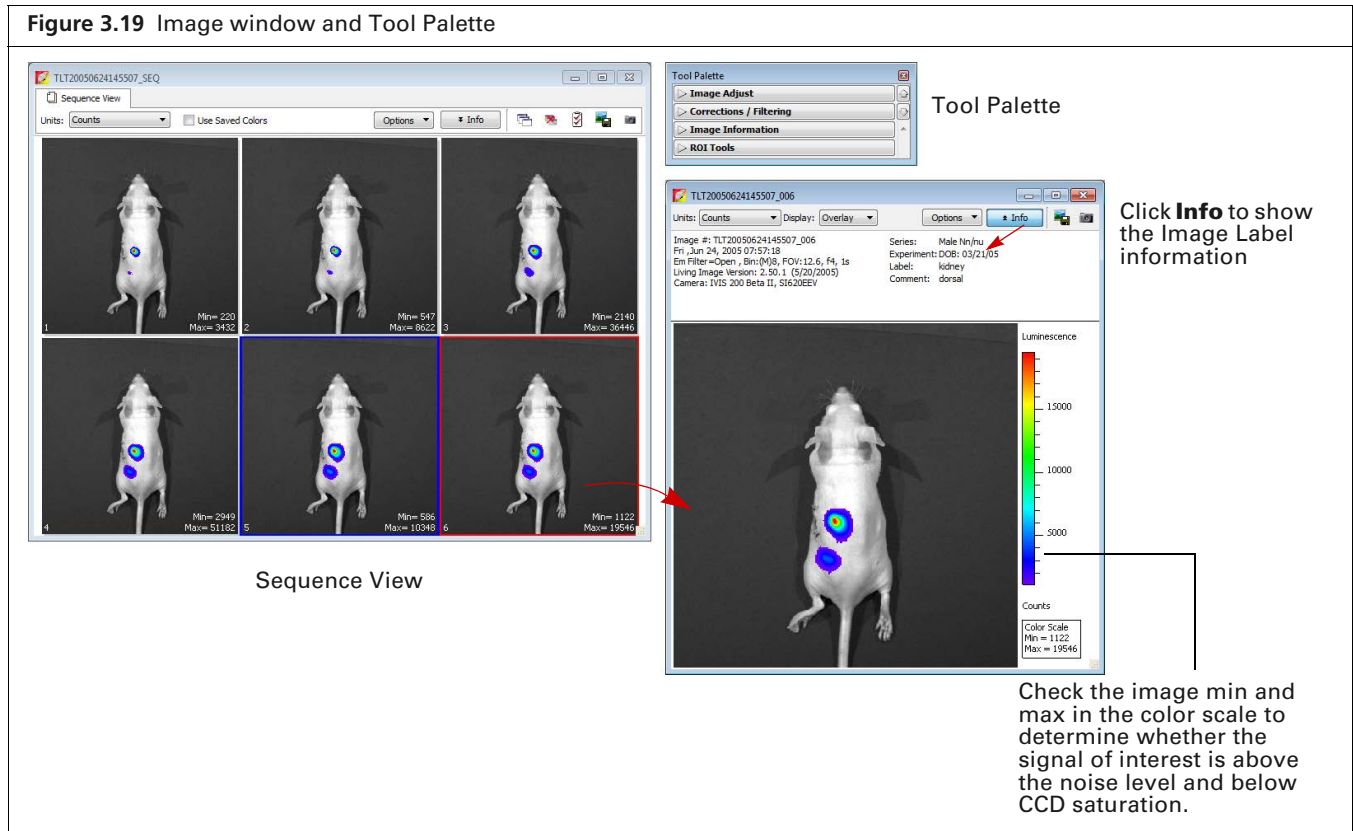 Figure 3.19 Image window and Tool Palette
TLT20050624145507_SEQ
Sequence View
Units: Counts
Use Saved Colors
Options
Info
1
Min= 220
Max= 3432
2
Min= 547
Max= 8622
3
Min= 2140
Max= 36446
4
Min= 2949
Max= 51182
5
Min= 586
Max= 10348
6
Min= 1122
Max= 19546
Sequence View
Tool Palette
Image Adjust
Corrections / Filtering
Image Information
ROI Tools
Tool Palette
TLT20050624145507_006
Units: Counts Display: Overlay
Options
Info
Image #: TLT20050624145507_006
Fri ,Jun 24, 2005 07:57:18
Em Filter=Open , Bin:(M)8, FOV:12.6, f4, 1s
Living Image Version: 2.50.1 (5/20/2005)
Camera: IVIS 200 Beta II, SI620EEV
Series: Male Nn/nu
Experiment: DOB: 03/21/05
Label: kidney
Comment: dorsal
Click Info to show
the Image Label
information
Luminescence
15000
10000
5000
Counts
Color Scale
Min = 1122
Max = 19546
Check the image min and
max in the color scale to
determine whether the
signal of interest is above
the noise level and below
CCD saturation.